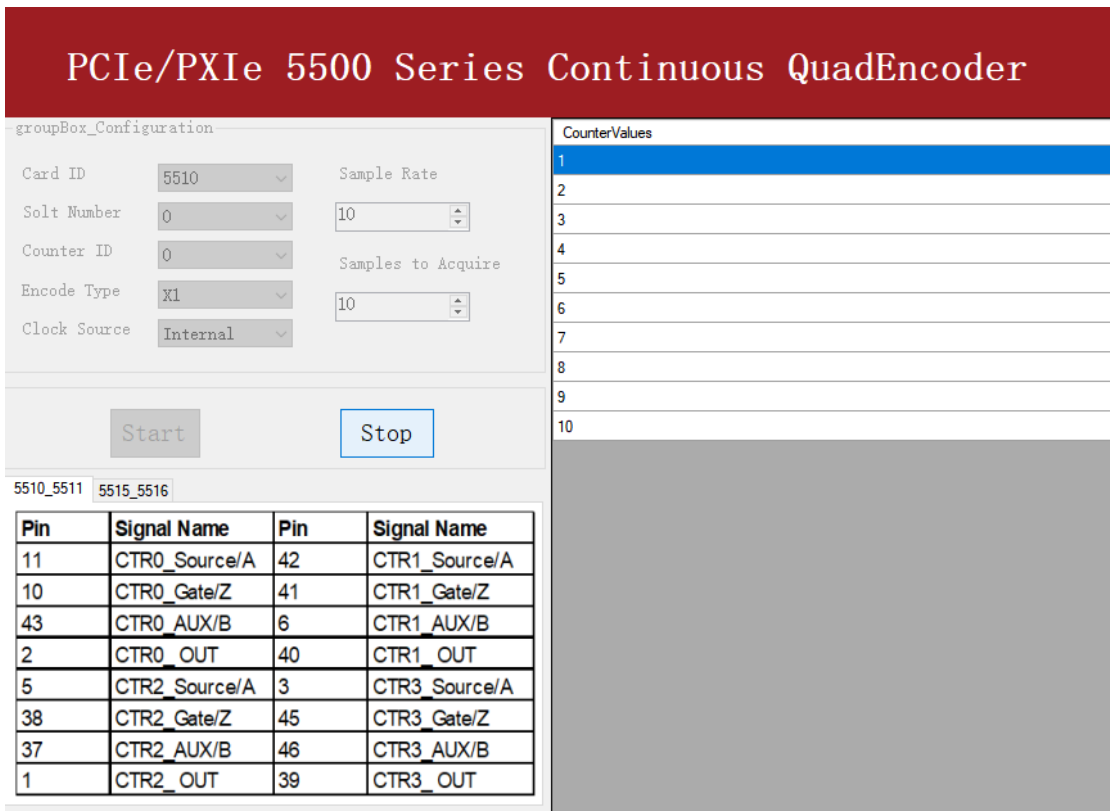 PCIe/PXIe 5500 Series Continuous QuadEncoder
groupBox_Configuration
Card ID 5510 Sample Rate
Solt Number 0 10
Counter ID 0 Samples to Acquire
Encode Type X1 10
Clock Source Internal
Start Stop
5510_5511 5515_5516
Pin Signal Name Pin Signal Name
11 CTR0_Source/A 42 CTR1_Source/A
10 CTR0_Gate/Z 41 CTR1_Gate/Z
43 CTR0_AUX/B 6 CTR1_AUX/B
2 CTR0_OUT 40 CTR1_OUT
5 CTR2_Source/A 3 CTR3_Source/A
38 CTR2_Gate/Z 45 CTR3_Gate/Z
37 CTR2_AUX/B 46 CTR3_AUX/B
1 CTR2_OUT 39 CTR3_OUT
CounterValues
1
2
3
4
5
6
7
8
9
10